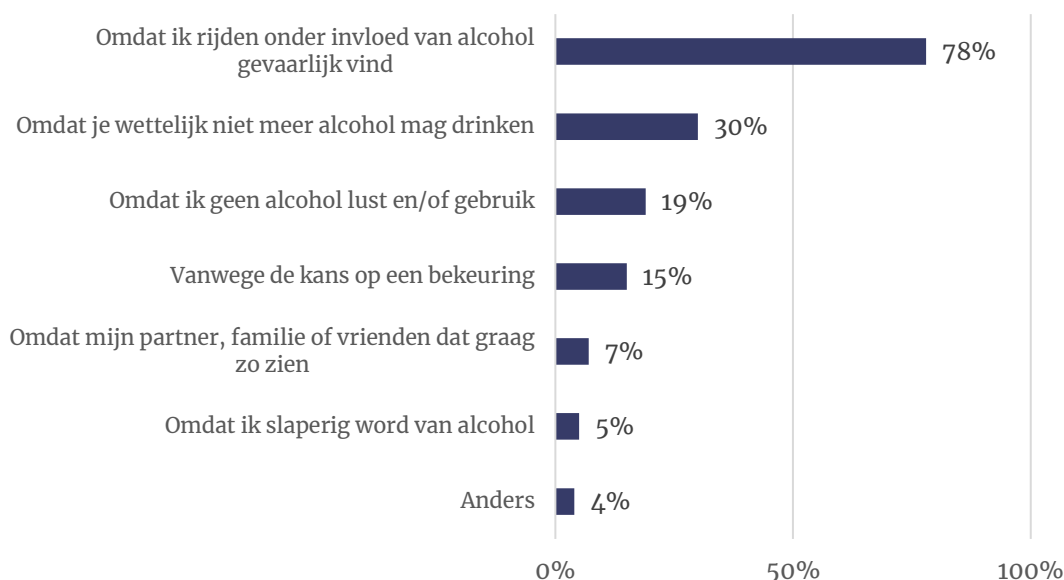 Omdat ik rijden onder invloed van alcohol
gevaarlijk vind
78%
Omdat je wettelijk niet meer alcohol mag drinken
30%
Omdat ik geen alcohol lust en/of gebruik
19%
Vanwege de kans op een bekeuring
15%
Omdat mijn partner, familie of vrienden dat graag
zo zien
7%
Omdat ik slaperig word van alcohol
5%
Anders
4%
0%
50%
100%